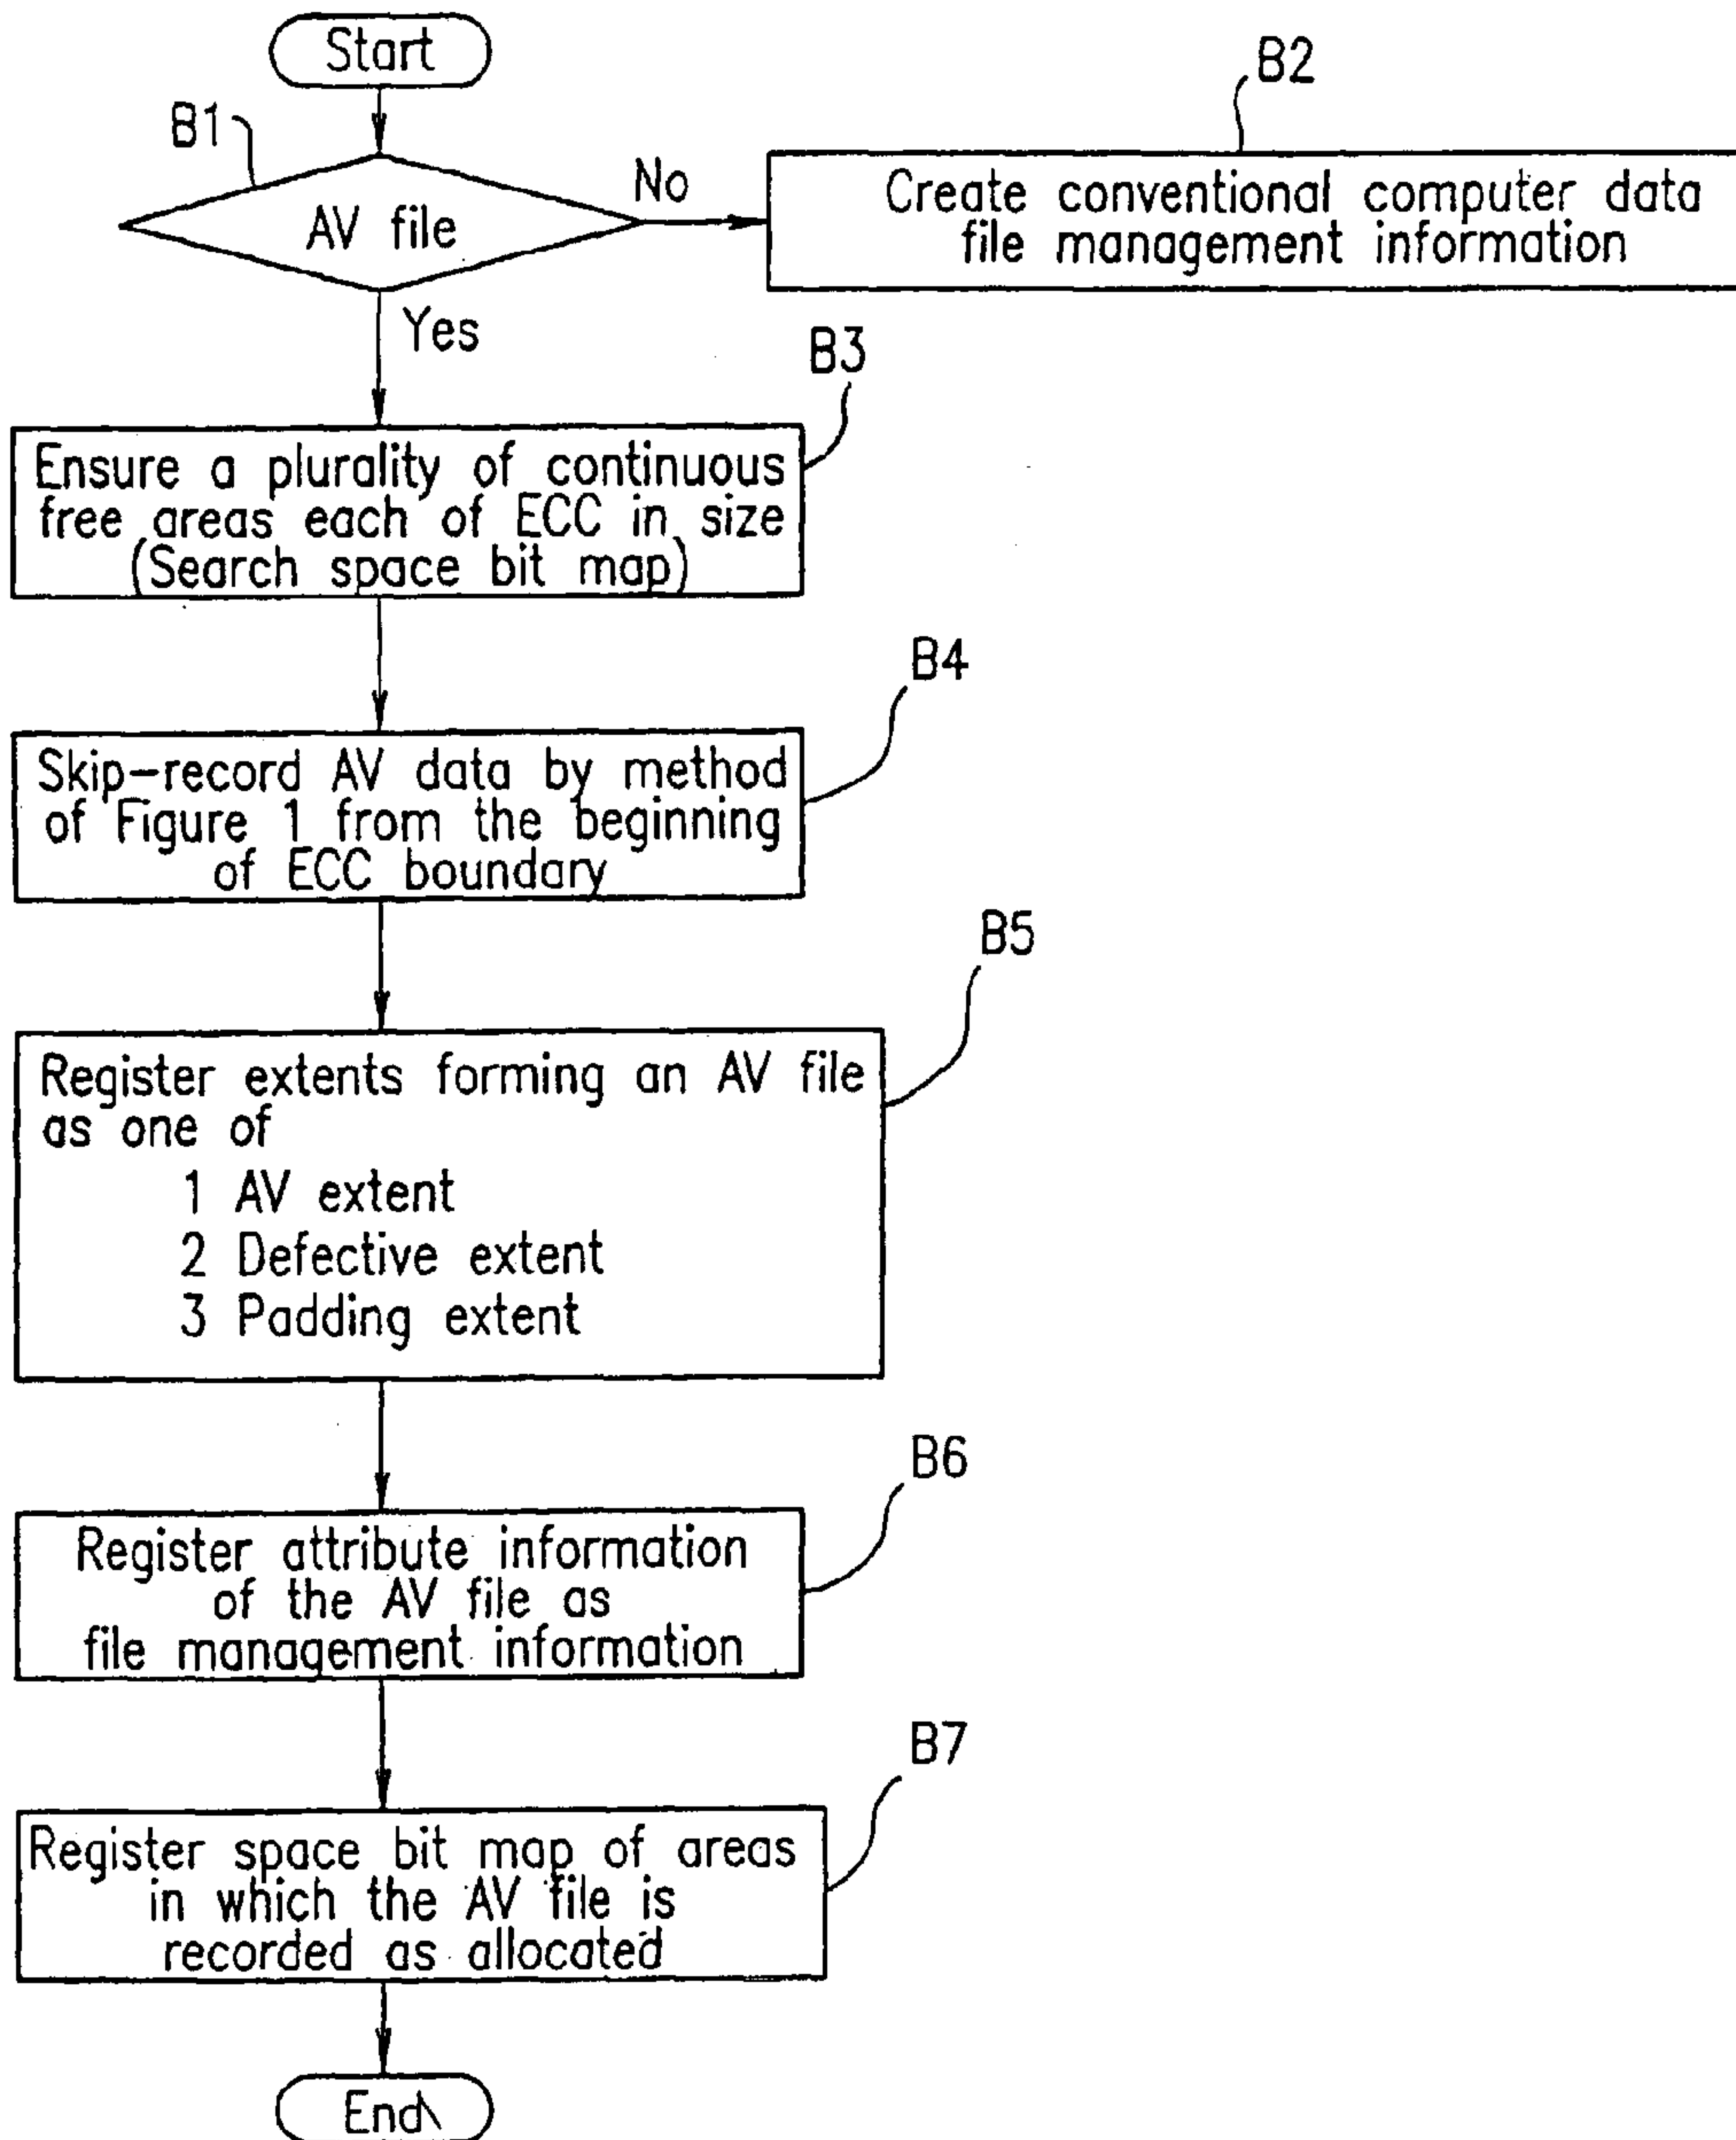 Start
B1
AV file
No
B2
Create conventional computer data
file management information
Yes
B3
Ensure a plurality of continuous
free areas each of ECC in size
(Search space bit map)
B4
Skip-record AV data by method
of Figure 1 from the beginning
of ECC boundary
B5
Register extents forming an AV file
as one of
1 AV extent
2 Defective extent
3 Padding extent
B6
Register attribute information
of the AV file as
file management information
B7
Register space bit map of areas
in which the AV file is
recorded as allocated
End